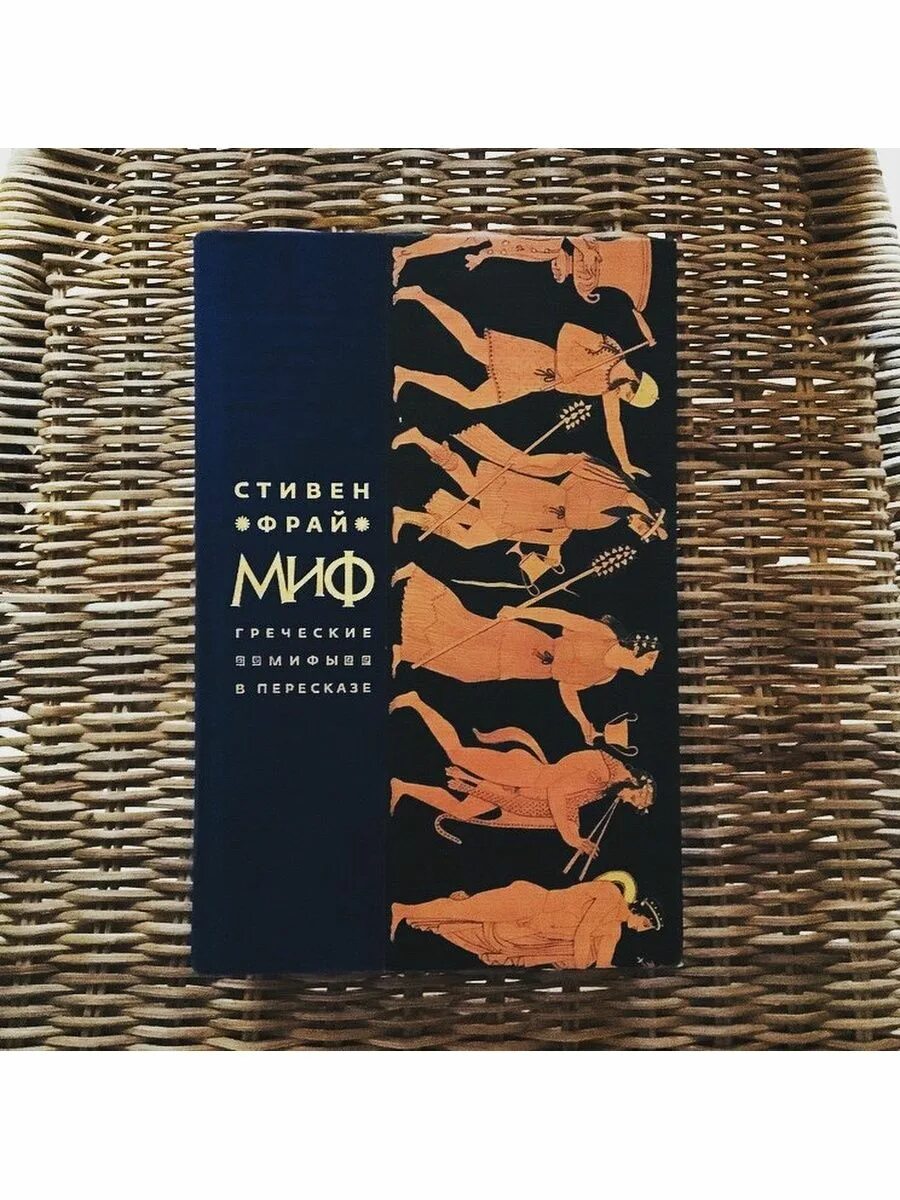 СТИВЕН
ФРАЙ
МИФ
ГРЕЧЕСКИЕ
МИФЫ
В ПЕРЕСКАЗЕ